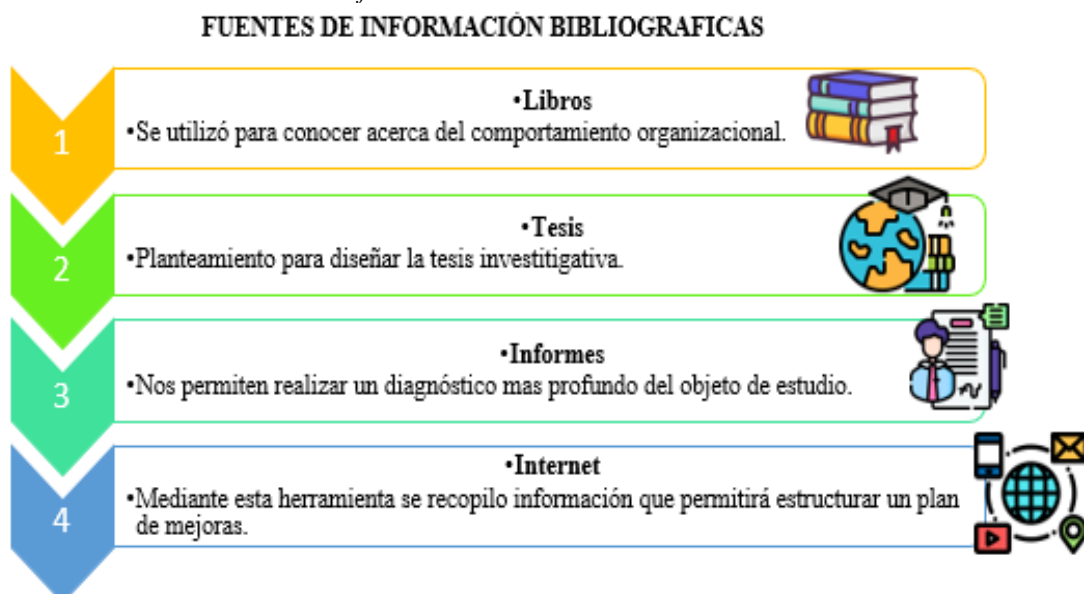 FUENTES DE INFORMACIÓN BIBLIOGRAFICAS
1
•Libros
•Se utilizó para conocer acerca del comportamiento organizacional.
2
•Tesis
•Planteamiento para diseñar la tesis investitigativa.
3
•Informes
•Nos permiten realizar un diagnóstico mas profundo del objeto de estudio.
4
•Internet
•Mediante esta herramienta se recopilo información que permitirá estructurar un plan
de mejoras.